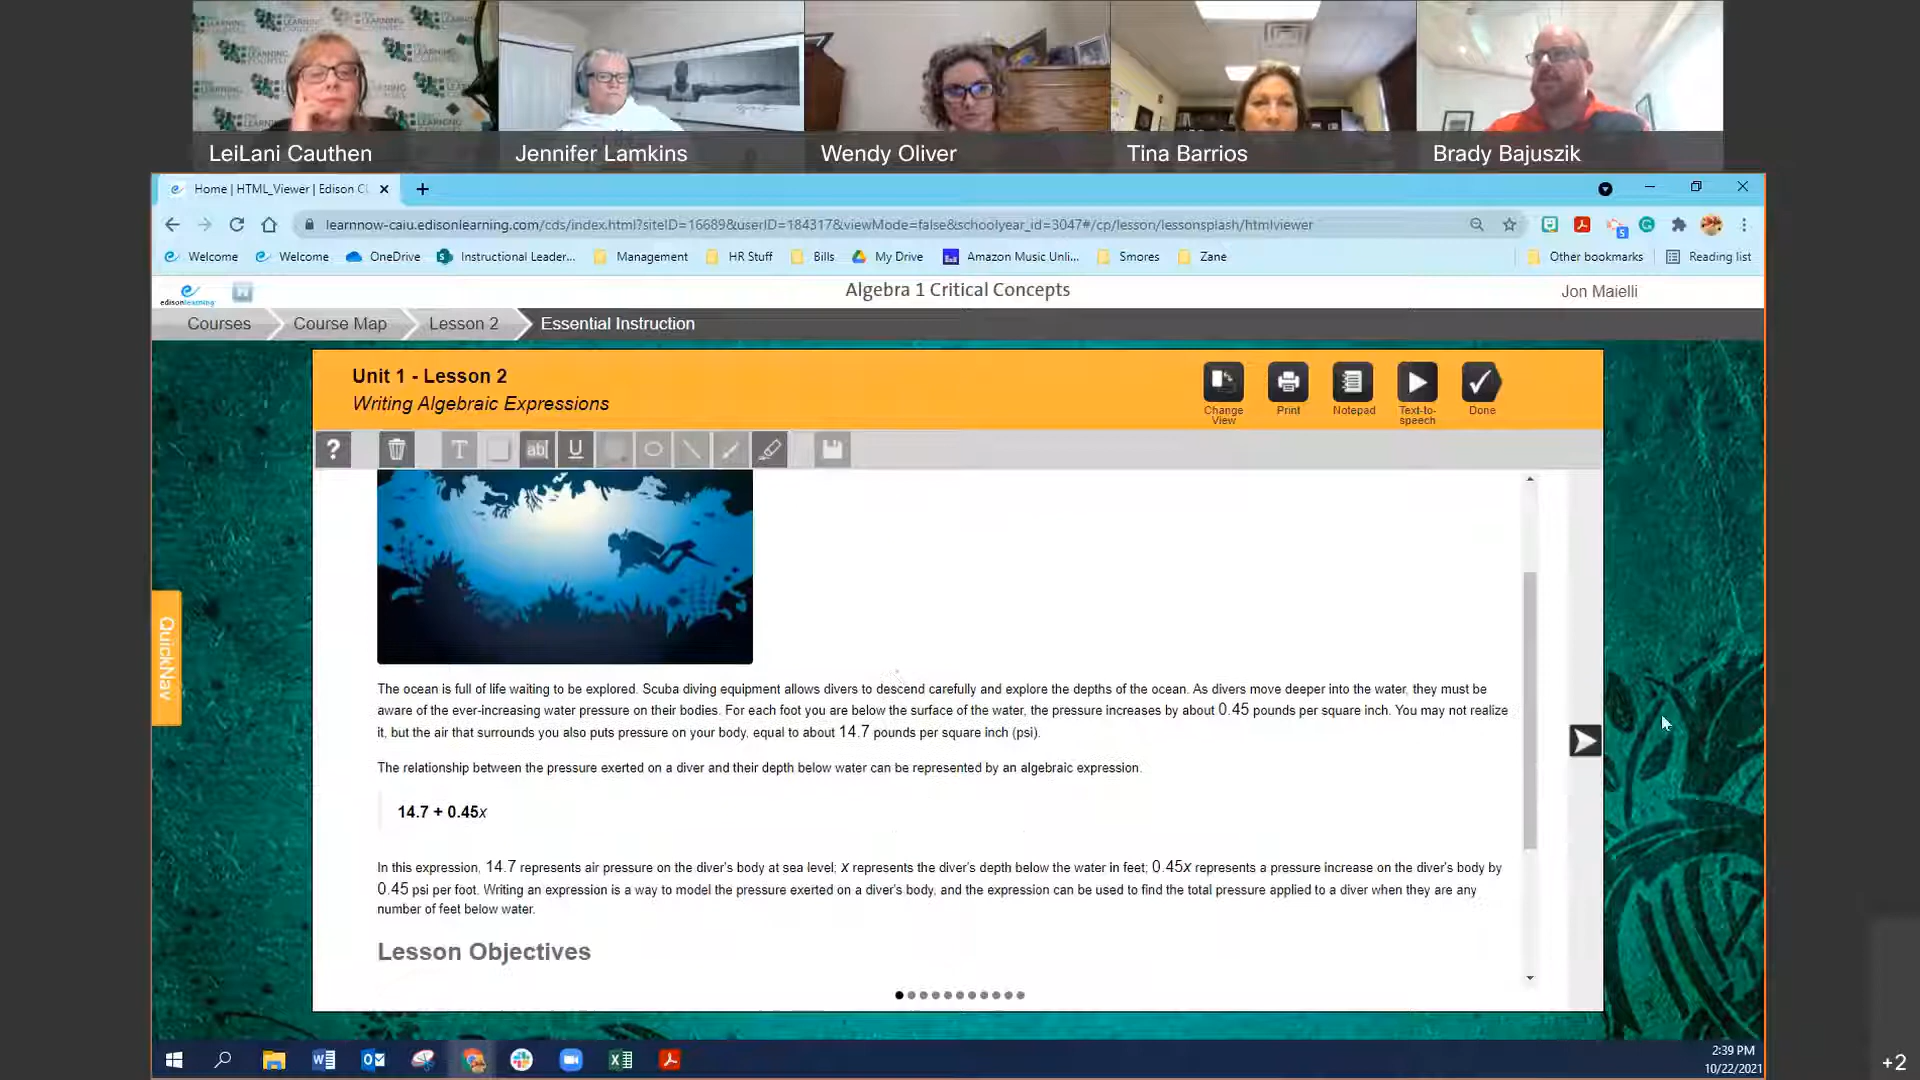 LeiLani Cauthen
Jennifer Lamkins
Wendy Oliver
Tina Barrios
Brady Bajuszik
Home | HTML_Viewer | Edison Cl
learnnow-caiu.edisonlearning.com/cds/index.html?siteID=16689&userID=184317&viewMode=false&schoolyear_id=3047#/cp/lesson/lessonsplash/htmlviewer
Welcome Welcome OneDrive Instructional Leader... Management HR Stuff Bills My Drive Amazon Music Unli... Smores Zane Other bookmarks Reading list
edisonlearning
Algebra 1 Critical Concepts
Jon Maielli
Courses Course Map Lesson 2 Essential Instruction
Unit 1 - Lesson 2
Writing Algebraic Expressions
Change View
Print
Notepad
Text-to-speech
Done
? T ab U
QuickNav
The ocean is full of life waiting to be explored. Scuba diving equipment allows divers to descend carefully and explore the depths of the ocean. As divers move deeper into the water, they must be
aware of the ever-increasing water pressure on their bodies. For each foot you are below the surface of the water, the pressure increases by about 0.45 pounds per square inch. You may not realize
it, but the air that surrounds you also puts pressure on your body, equal to about 14.7 pounds per square inch (psi).
The relationship between the pressure exerted on a diver and their depth below water can be represented by an algebraic expression.
14.7 + 0.45x
In this expression, 14.7 represents air pressure on the diver's body at sea level; x represents the diver's depth below the water in feet; 0.45x represents a pressure increase on the diver's body by
0.45 psi per foot. Writing an expression is a way to model the pressure exerted on a diver's body, and the expression can be used to find the total pressure applied to a diver when they are any
number of feet below water.
Lesson Objectives
2:39 PM
10/22/2021
+2